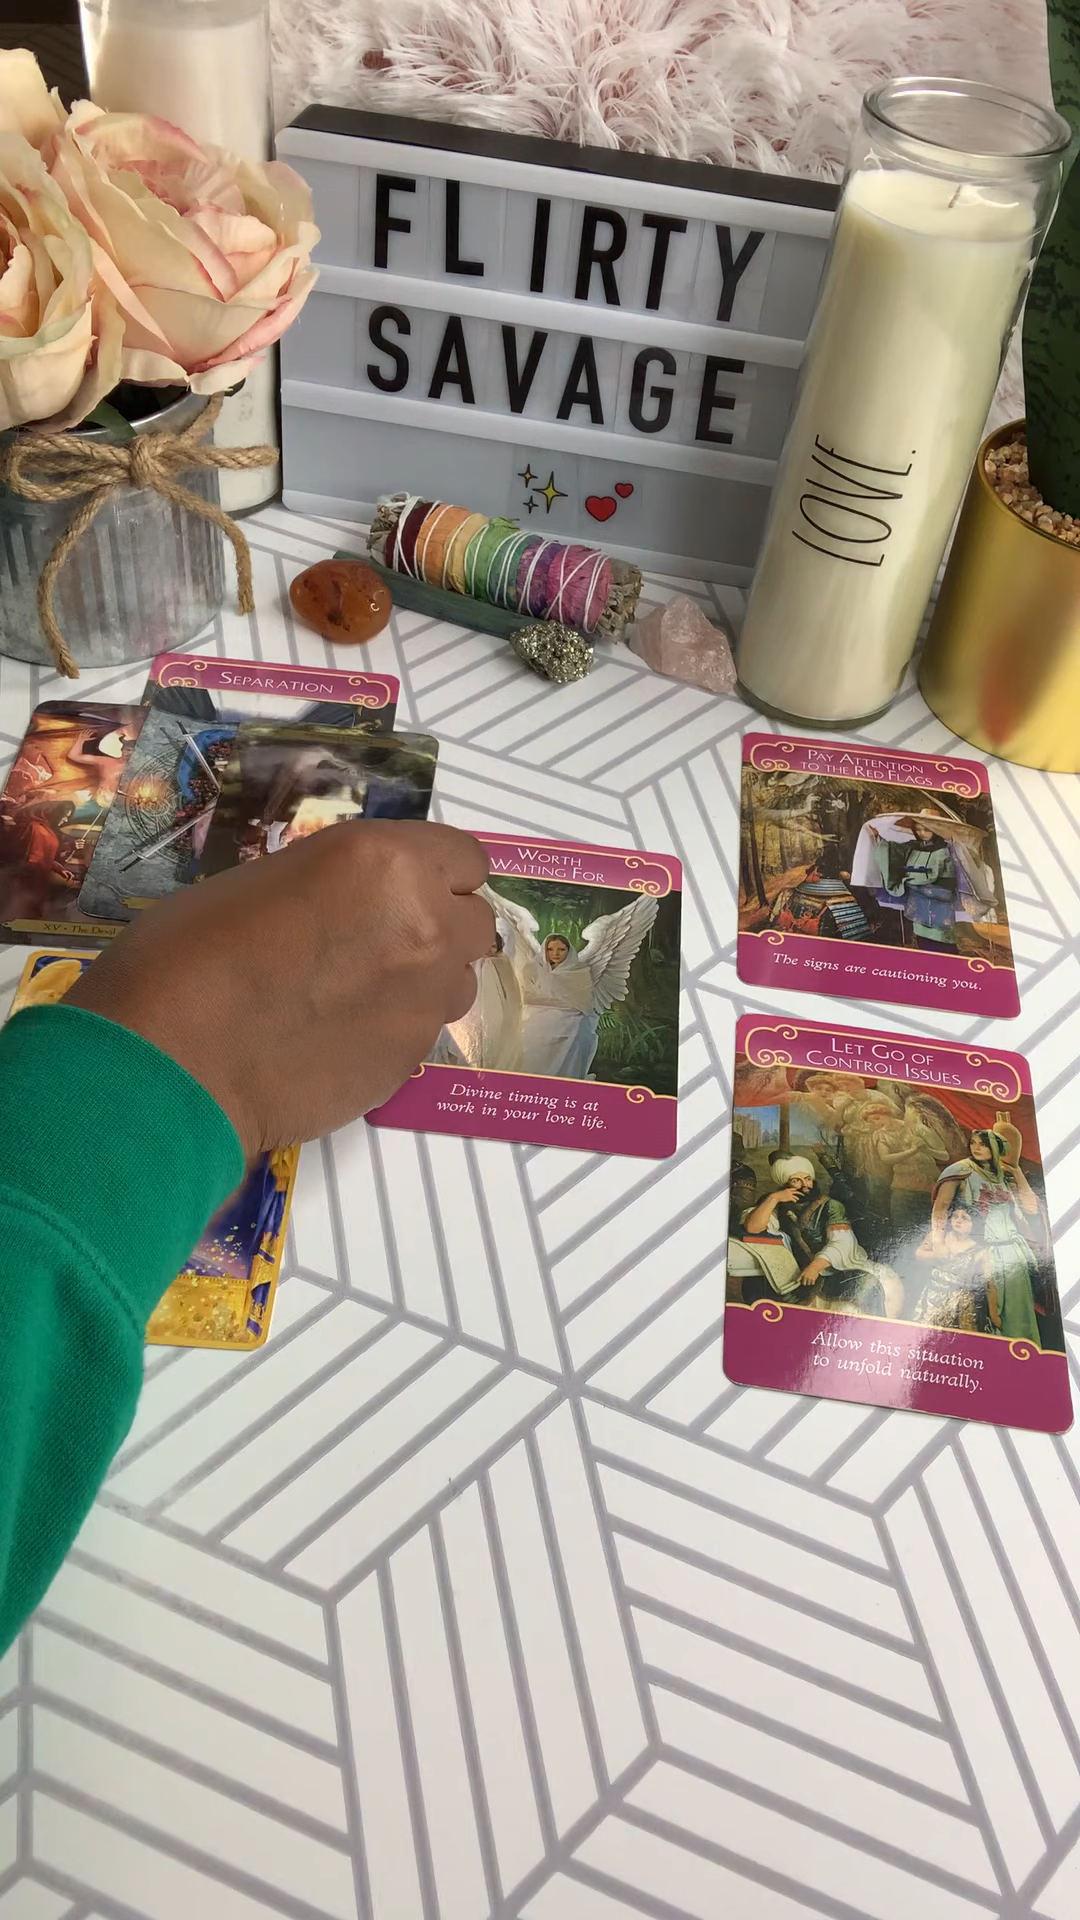 FLIRTY
SAVAGE
LOVE.
SEPARATION
XV • The Devil
WORTH
WAITING FOR
Divine timing is at
work in your love life.
PAY ATTENTION
TO THE RED FLAGS
The signs are cautioning you.
LET GO OF
CONTROL ISSUES
Allow this situation
to unfold naturally.